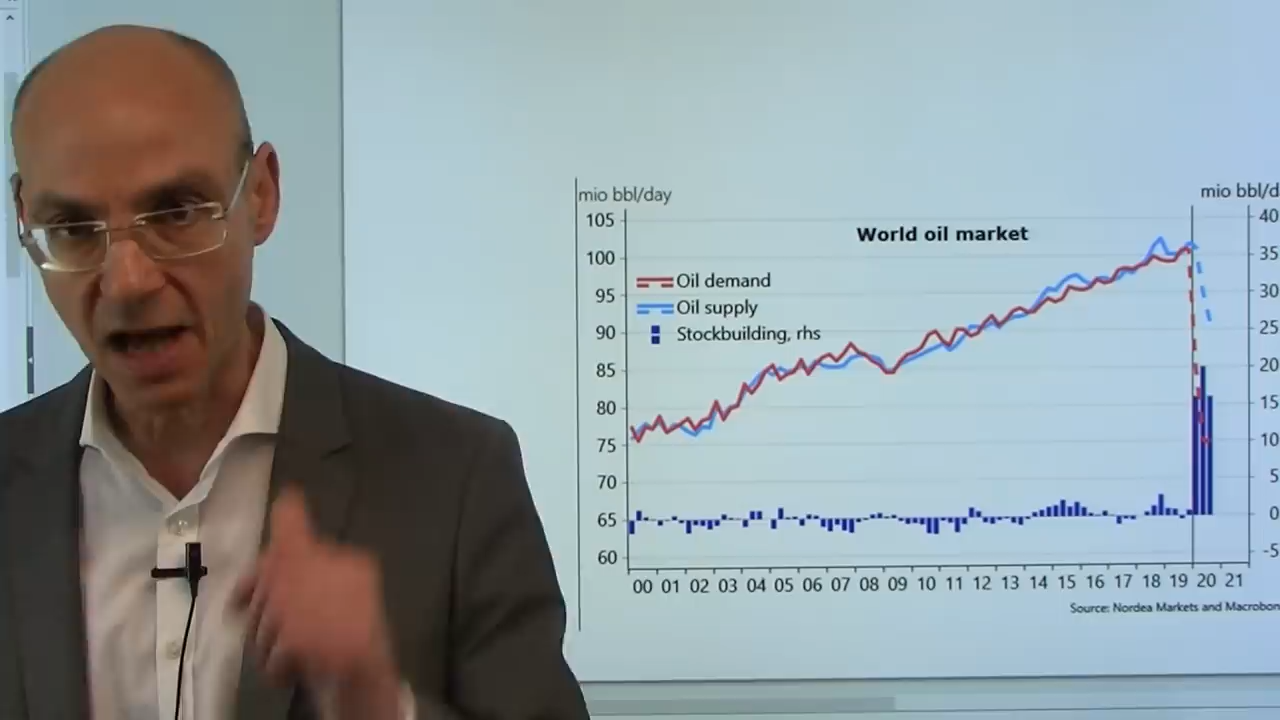 mio bbl/day
mio bbl/d
World oil market
Oil demand
Oil supply
Stockbuilding, rhs
105
100
95
90
85
80
75
70
65
60
40
35
30
25
20
15
10
5
0
-5
00 01 02 03 04 05 06 07 08 09 10 11 12 13 14 15 16 17 18 19 20 21
Source: Nordea Markets and Macrobon